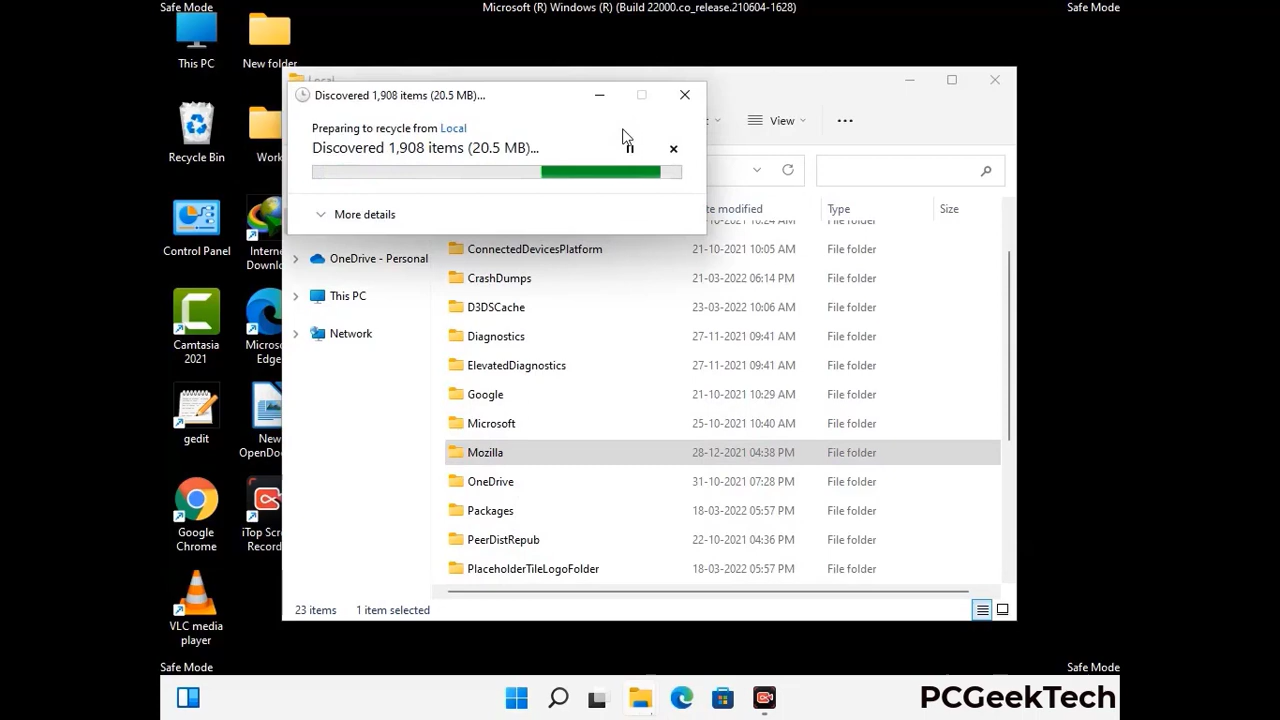 Safe Mode
Microsoft (R) Windows (R) (Build 22000.co_release.210604-1628)
Safe Mode
This PC
New folder
Recycle Bin
Work
Control Panel
Camtasia
2021
Edge
gedit
New
Google
Chrome
VLC media
player
Local
Discovered 1,908 items (20.5 MB)...
Preparing to recycle from Local
Discovered 1,908 items (20.5 MB)...
More details
View
OneDrive - Personal
This PC
Network
Type
Size
ConnectedDevicesPlatform 21-10-2021 10:05 AM File folder
CrashDumps 21-03-2022 06:14 PM File folder
D3DSCache 23-03-2022 10:06 AM File folder
Diagnostics 27-11-2021 09:41 AM File folder
ElevatedDiagnostics 27-11-2021 09:41 AM File folder
Google 21-10-2021 10:29 AM File folder
Microsoft 25-10-2021 10:40 AM File folder
Mozilla 28-12-2021 04:38 PM File folder
OneDrive 31-10-2021 07:28 PM File folder
Packages 18-03-2022 05:57 PM File folder
PeerDistRepub 22-10-2021 04:36 PM File folder
PlaceholderTileLogoFolder 18-03-2022 05:57 PM File folder
23 items 1 item selected
Safe Mode
Safe Mode
PCGeekTech